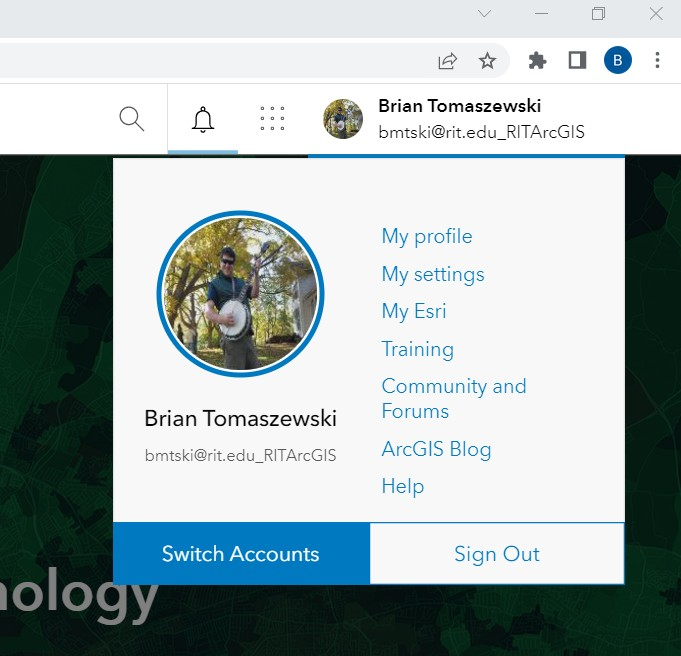 B
Brian Tomaszewski
bmtski@rit.edu_RITArcGIS
My profile
My settings
My Esri
Training
Community and
Forums
ArcGIS Blog
Help
Brian Tomaszewski
bmtski@rit.edu_RITArcGIS
Switch Accounts
Sign Out
nology